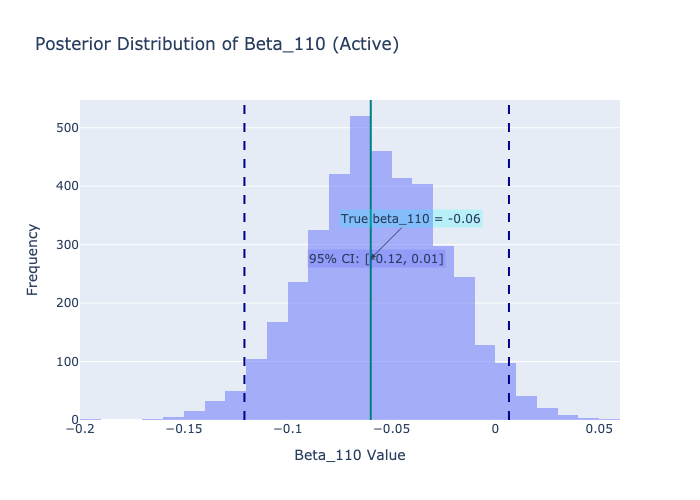 Posterior Distribution of Beta_110 (Active)
500
400
300
200
100
0
Frequency
True beta_110 = -0.06
95% CI: [-0.12, 0.01]
−0.2
−0.15
−0.1
−0.05
0
0.05
Beta_110 Value